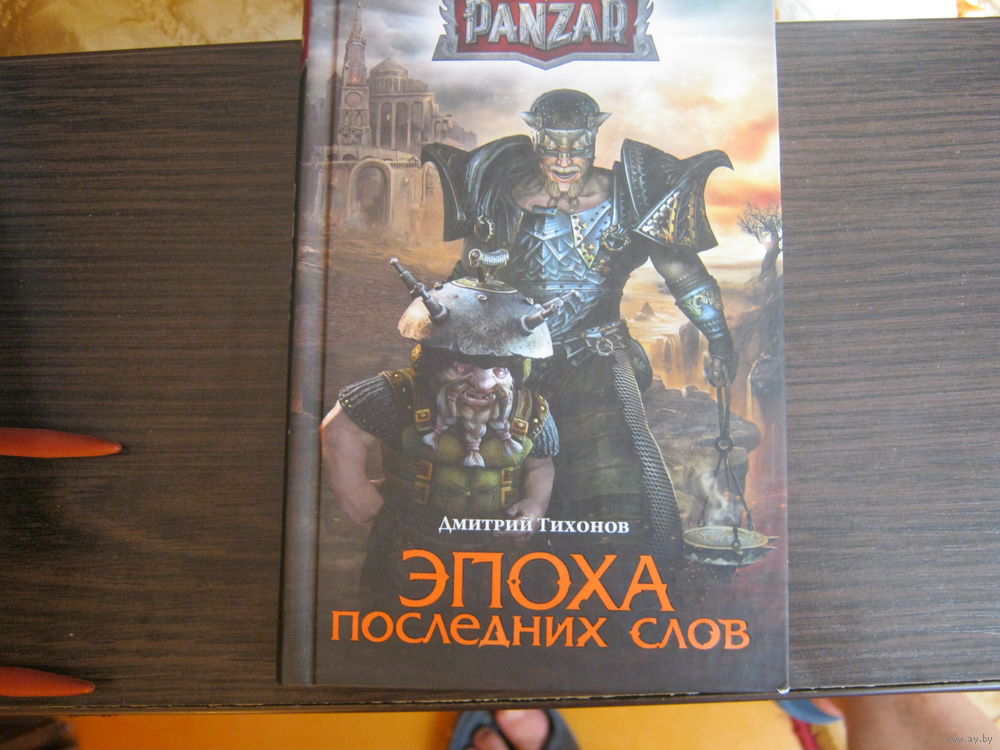 PANZAR
Дмитрий Тихонов
ЭПОХА
ПОСЛЕДНИХ СЛОВ
www.ay.by